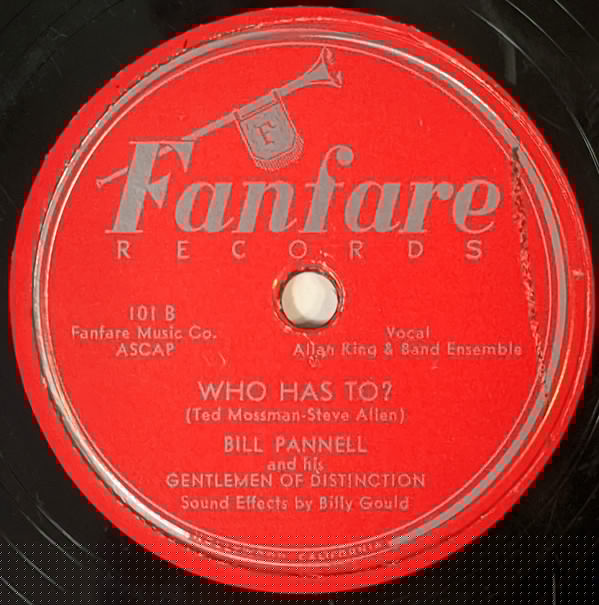 F
Fanfare
RECORDS
101 B
Fanfare Music Co.
ASCAP
Vocal
Allan King & Band Ensemble
WHO HAS TO?
(Ted Mossman-Steve Allen)
BILL PANNELL
and his
GENTLEMEN OF DISTINCTION
Sound Effects by Billy Gould
CALIFORNIA